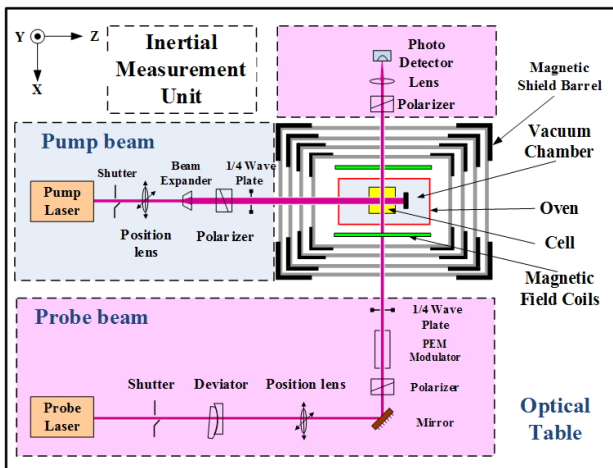 Y
Z
X
Inertial
Measurement
Unit
Photo
Detector
Lens
Polarizer
Magnetic
Shield Barrel
Vacuum
Chamber
Oven
Cell
Magnetic
Field Coils
Pump beam
Pump
Laser
Shutter
Position
lens
Beam
Expander
Polarizer
1/4 Wave
Plate
Probe beam
1/4 Wave
Plate
PEM
Modulator
Polarizer
Mirror
Probe
Laser
Shutter
Deviator
Position lens
Optical
Table